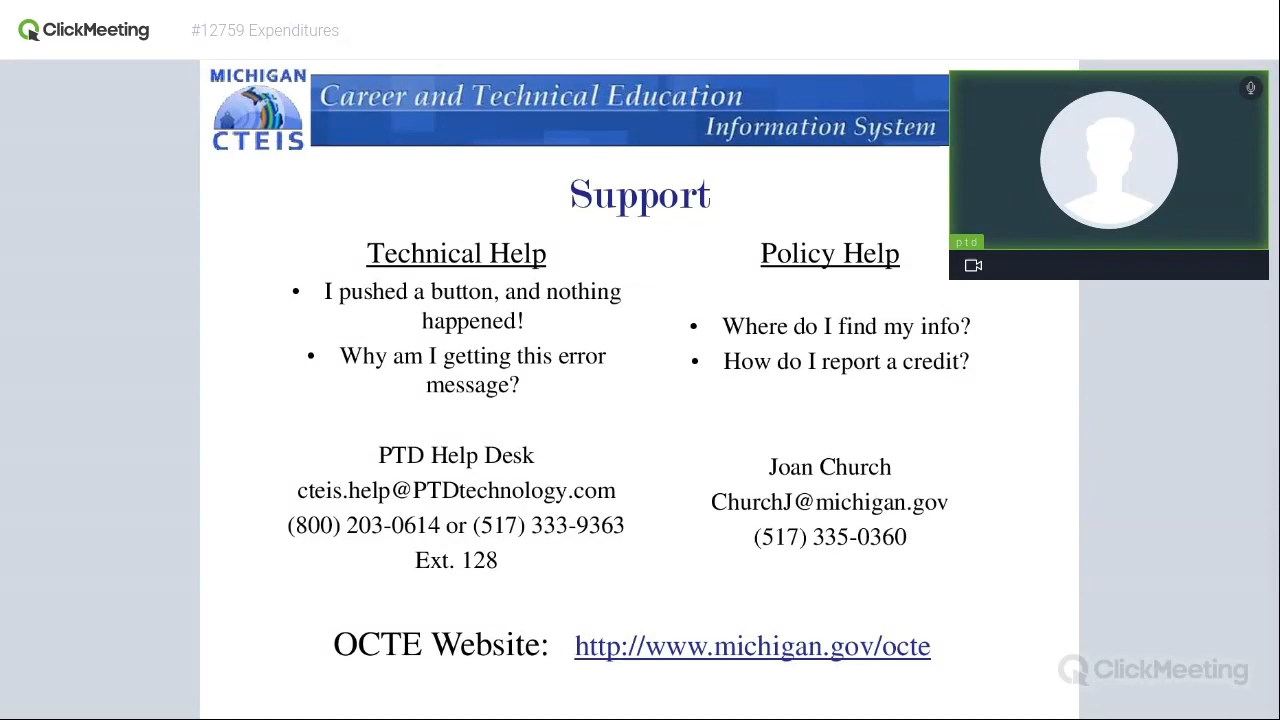 ClickMeeting
#12759 Expenditures
MICHIGAN
CTEIS
Career and Technical Education
Information System
ptd
Support
Technical Help
• I pushed a button, and nothing
happened!
• Why am I getting this error
message?
PTD Help Desk
cteis.help@PTDtechnology.com
(800) 203-0614 or (517) 333-9363
Ext. 128
Policy Help
• Where do I find my info?
• How do I report a credit?
Joan Church
ChurchJ@michigan.gov
(517) 335-0360
OCTE Website: http://www.michigan.gov/octe
ClickMeeting